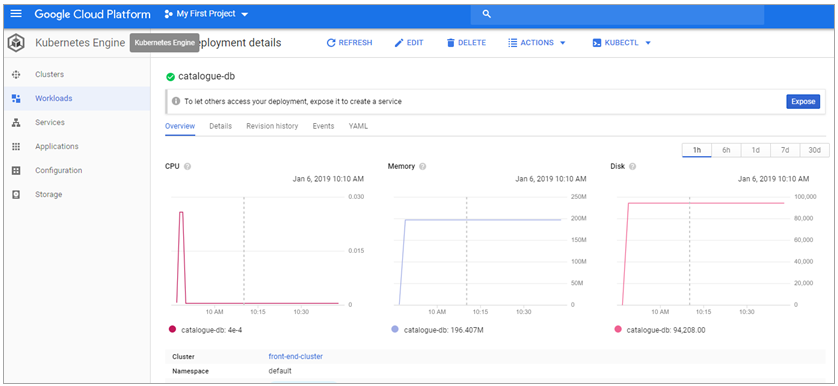 Google Cloud Platform My First Project
Kubernetes Engine Kubernetes Engine eployment details REFRESH EDIT DELETE ACTIONS KUBECTL
Clusters
Workloads
Services
Applications
Configuration
Storage
catalogue-db
To let others access your deployment, expose it to create a service Expose
Overview Details Revision history Events YAML
1h 6h 1d 7d 30d
CPU
Jan 6, 2019 10:10 AM
0.030
0.015
0
10 AM 10:15 10:30
catalogue-db: 4e-4
Memory
Jan 6, 2019 10:10 AM
250M
200M
150M
100M
50M
0
10 AM 10:15 10:30
catalogue-db: 196.407M
Disk
Jan 6, 2019 10:10 AM
100,000
80,000
60,000
40,000
20,000
0
10 AM 10:15 10:30
catalogue-db: 94,208.00
Cluster front-end-cluster
Namespace default